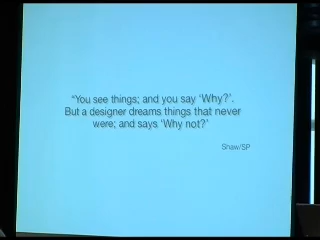 “You see things; and you say ‘Why?’.
But a designer dreams things that never
were; and says ‘Why not?’
Shaw/SP